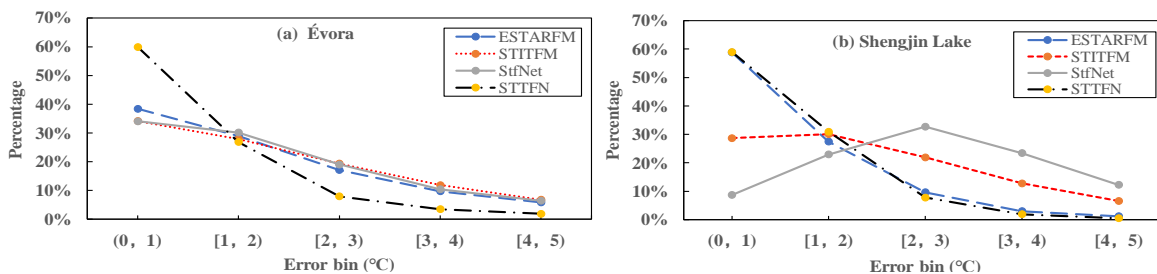 70%
60%
50%
40%
30%
20%
10%
0%
Percentage
(a) Évora
ESTARFM
STITFM
StfNet
STTFN
(0, 1)
[1, 2)
[2, 3)
[3, 4)
[4, 5)
Error bin (°C)
70%
60%
50%
40%
30%
20%
10%
0%
Percentage
(b) Shengjin Lake
ESTARFM
STITFM
StfNet
STTFN
(0, 1)
[1, 2)
[2, 3)
[3, 4)
[4, 5)
Error bin (°C)